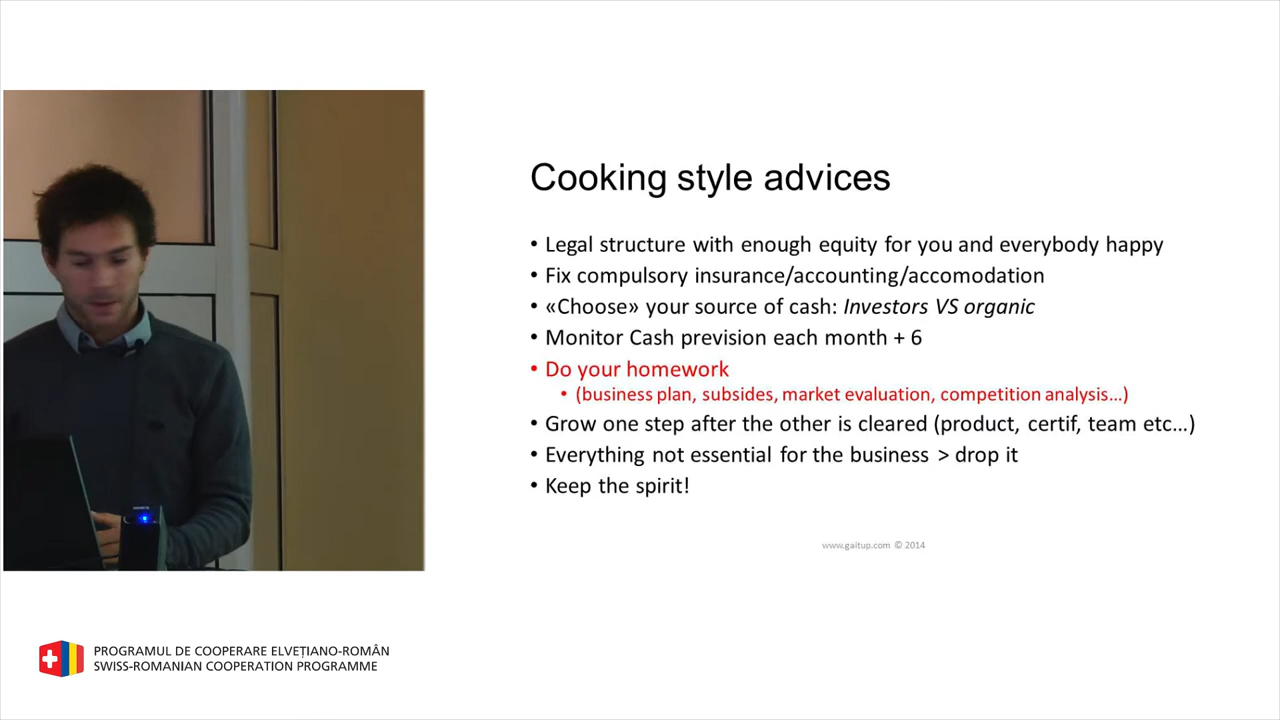 Cooking style advices
• Legal structure with enough equity for you and everybody happy
• Fix compulsory insurance/accounting/accomodation
• «Choose» your source of cash: Investors VS organic
• Monitor Cash prevision each month + 6
• Do your homework
• (business plan, subsides, market evaluation, competition analysis…)
• Grow one step after the other is cleared (product, certif, team etc…)
• Everything not essential for the business > drop it
• Keep the spirit!
www.gaitup.com © 2014
PROGRAMUL DE COOPERARE ELVEȚIANO-ROMÂN
SWISS-ROMANIAN COOPERATION PROGRAMME